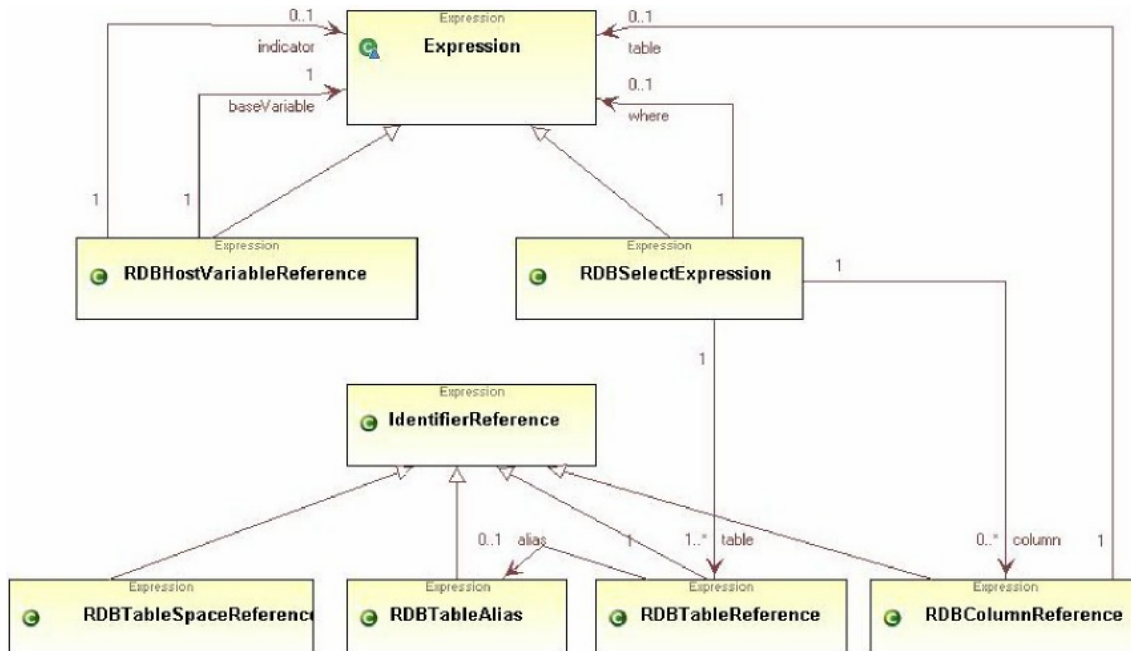 0..1
Expression
0..1
Expression
indicator
table
1
0..1
baseVariable
where
1
1
1
Expression
Expression
RDBHostVariableReference
RDBSelectExpression
1
1
Expression
IdentifierReference
0..1 alias
1
1..* table
0..* column
1
Expression
Expression
Expression
Expression
RDBTableSpaceReference
RDBTableAlias
RDBTableReference
RDBColumnReference